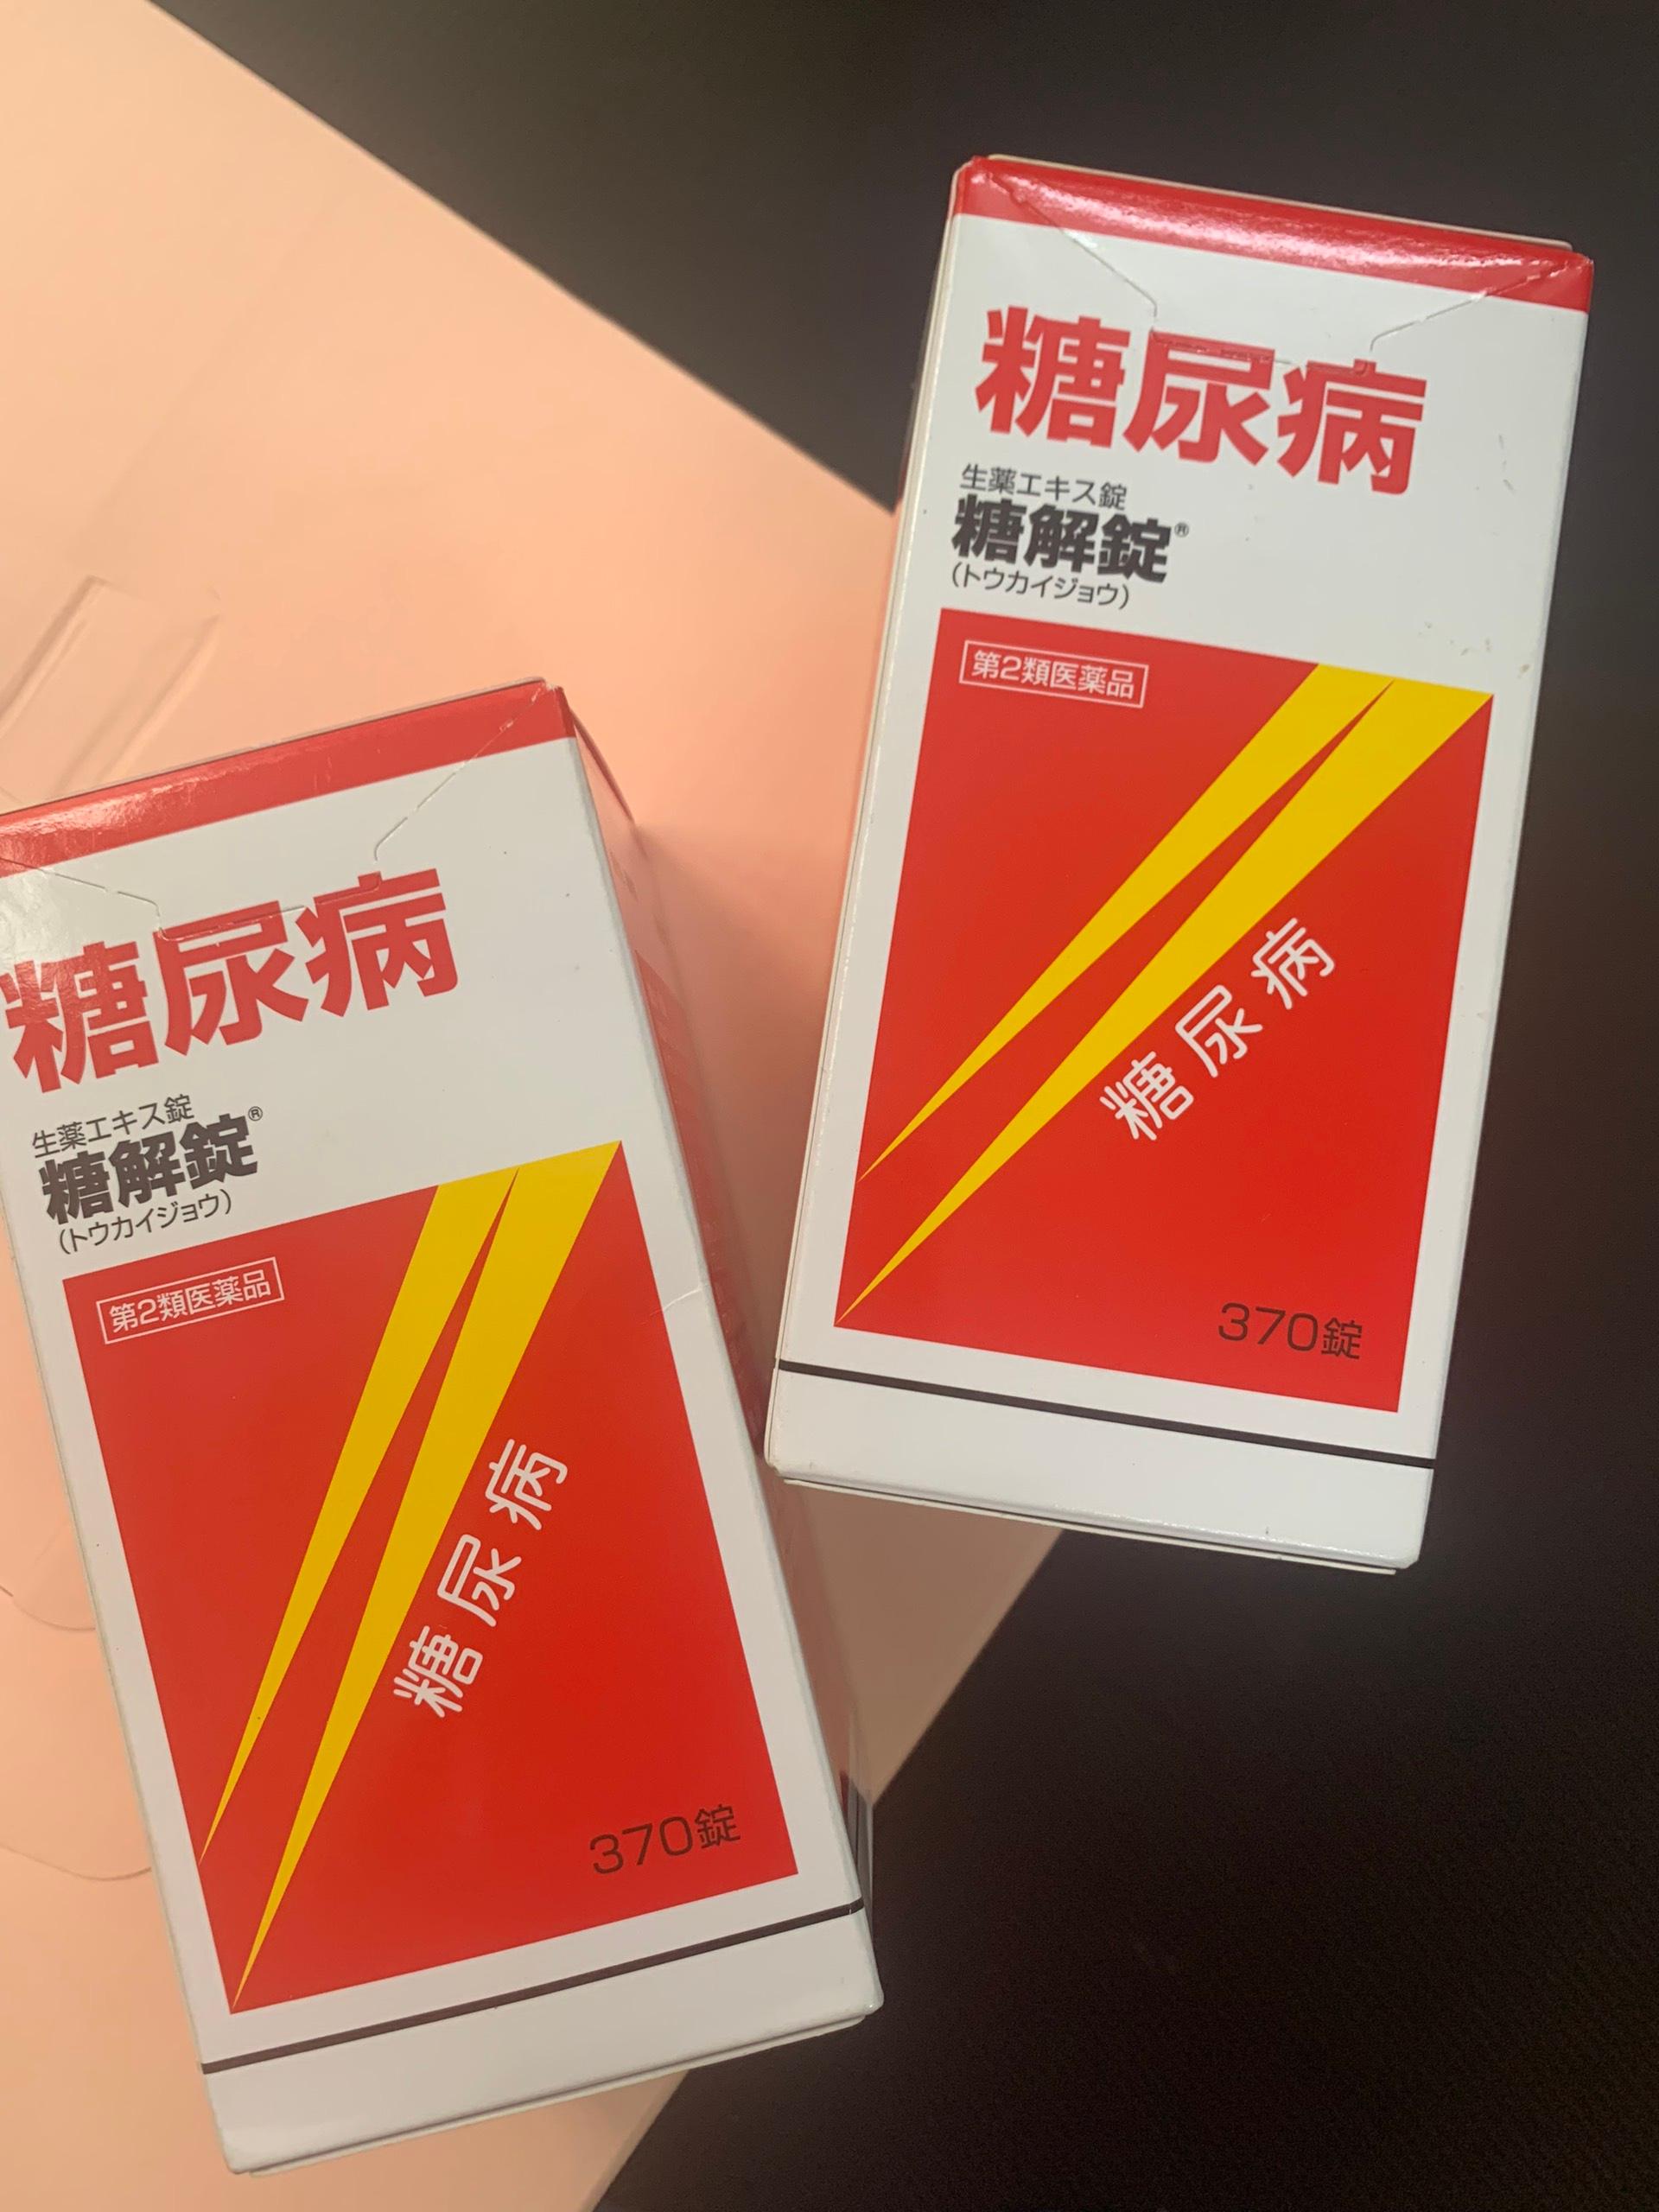 糖尿病
生薬エキス錠
糖解錠®
(トウカイジョウ)
第2類医薬品
糖尿病
370錠
糖尿病
生薬エキス錠
糖解錠®
(トウカイジョウ)
第2類医薬品
糖尿病
370錠